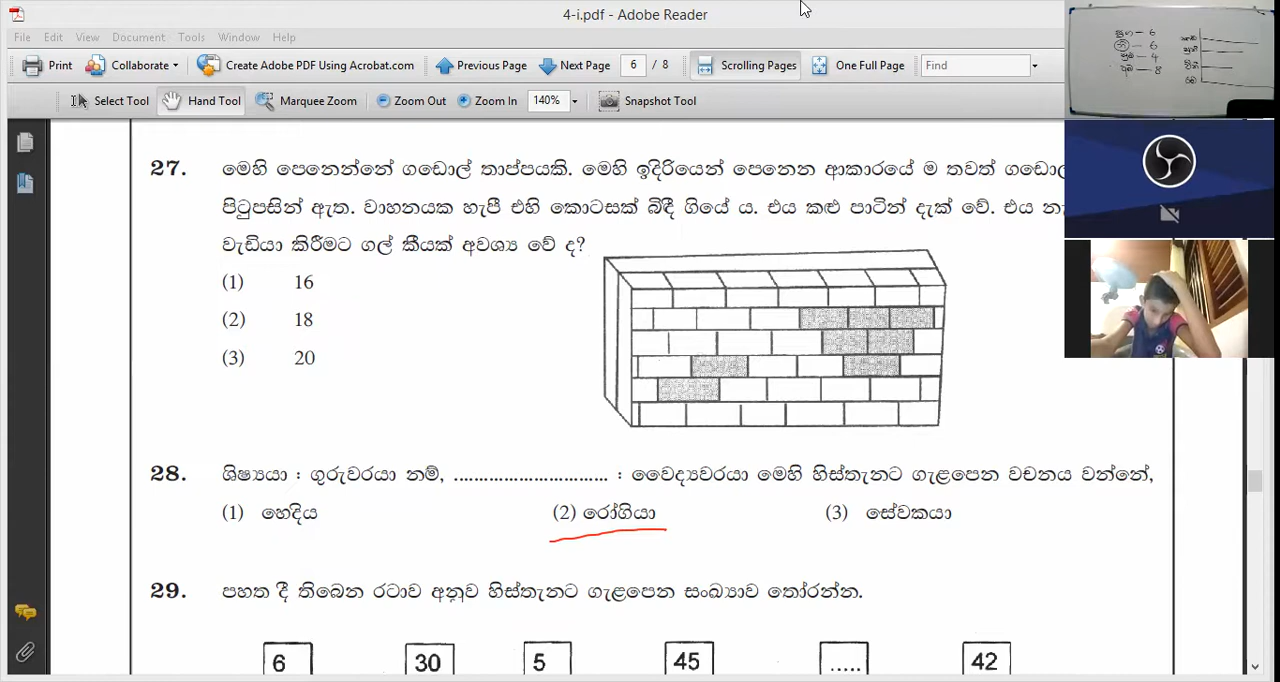 4-i.pdf - Adobe Reader
File Edit View Document Tools Window Help
Print Collaborate Create Adobe PDF Using Acrobat.com Previous Page Next Page 6 / 8 Scrolling Pages One Full Page Find
Select Tool Hand Tool Marquee Zoom Zoom Out Zoom In 140% Snapshot Tool
27. මෙහි පෙනෙන්නේ ගඩොල් තාප්පයකි. මෙහි ඉදිරියෙන් පෙනෙන ආකාරයේ ම තවත් ගඩොල්
පිටුපසින් ඇත. වාහනයක හැපී එහි කොටසක් බිඳී ගියේ ය. එය කළු පාටින් දැක් වේ. එය
වැඩියා කිරීමට ගල් කීයක් අවශ්‍ය වේ ද?
(1) 16
(2) 18
(3) 20
28. ශිෂ්‍යයා : ගුරුවරයා නම්, ................................ : වෛද්‍යවරයා මෙහි හිස්තැනට ගැළපෙන වචනය වන්නේ,
(1) හෙදිය (2) රෝගියා (3) සේවකයා
29. පහත දී තිබෙන රටාව අනුව හිස්තැනට ගැළපෙන සංඛ්‍යාව තෝරන්න.
6 30 5 45 ..... 42